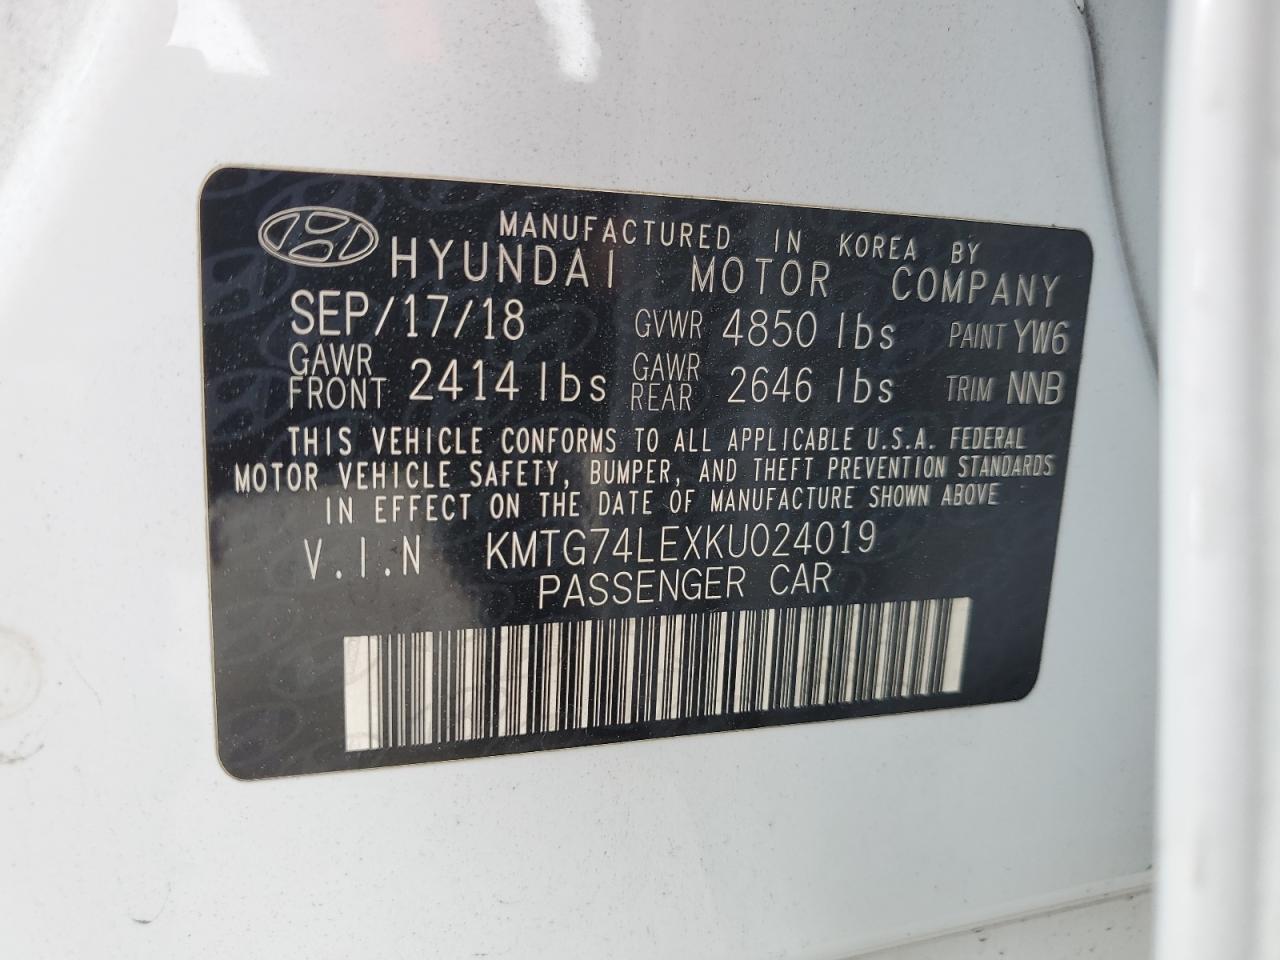 MANUFACTURED IN KOREA BY
HYUNDAI MOTOR COMPANY
SEP/17/18 GVWR 4850 lbs PAINT YW6
GAWR FRONT 2414 lbs GAWR REAR 2646 lbs TRIM NNB
THIS VEHICLE CONFORMS TO ALL APPLICABLE U.S.A. FEDERAL
MOTOR VEHICLE SAFETY, BUMPER, AND THEFT PREVENTION STANDARDS
IN EFFECT ON THE DATE OF MANUFACTURE SHOWN ABOVE
V.I.N KMTG74LEXKU024019
PASSENGER CAR